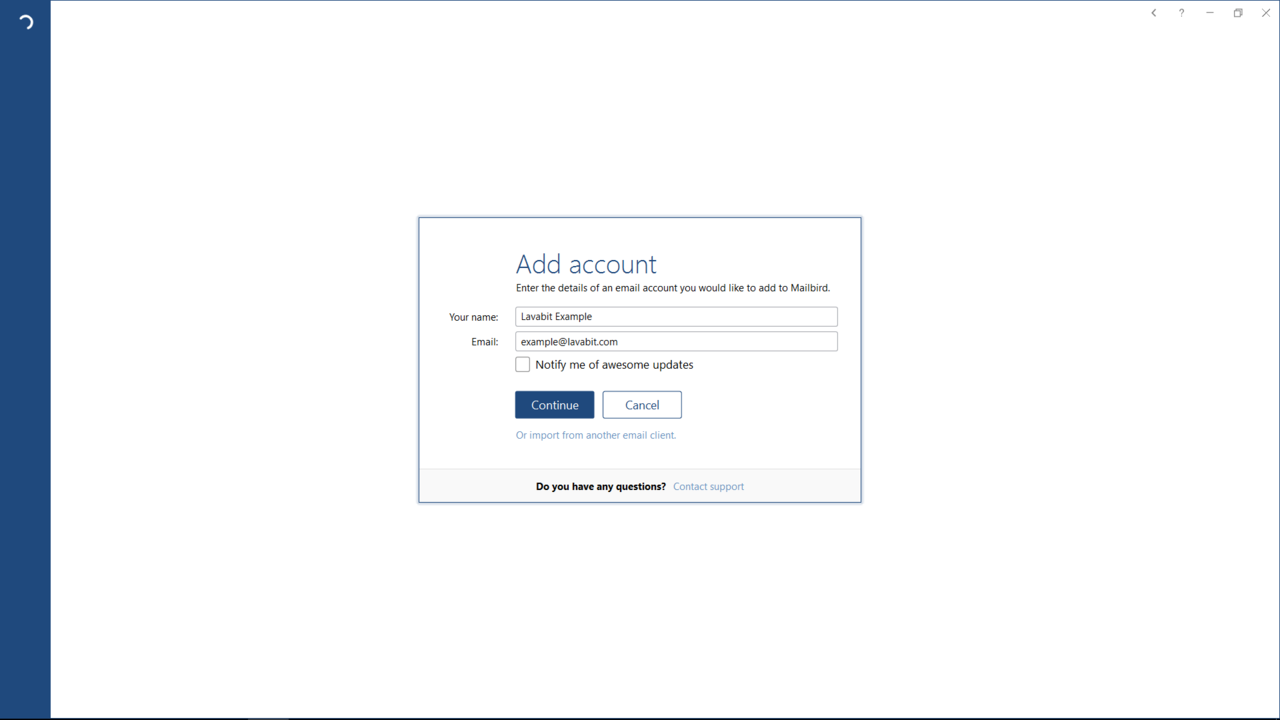 ?
Add account
Enter the details of an email account you would like to add to Mailbird.
Your name: Lavabit Example
Email: example@lavabit.com
Notify me of awesome updates
Continue Cancel
Or import from another email client.
Do you have any questions? Contact support